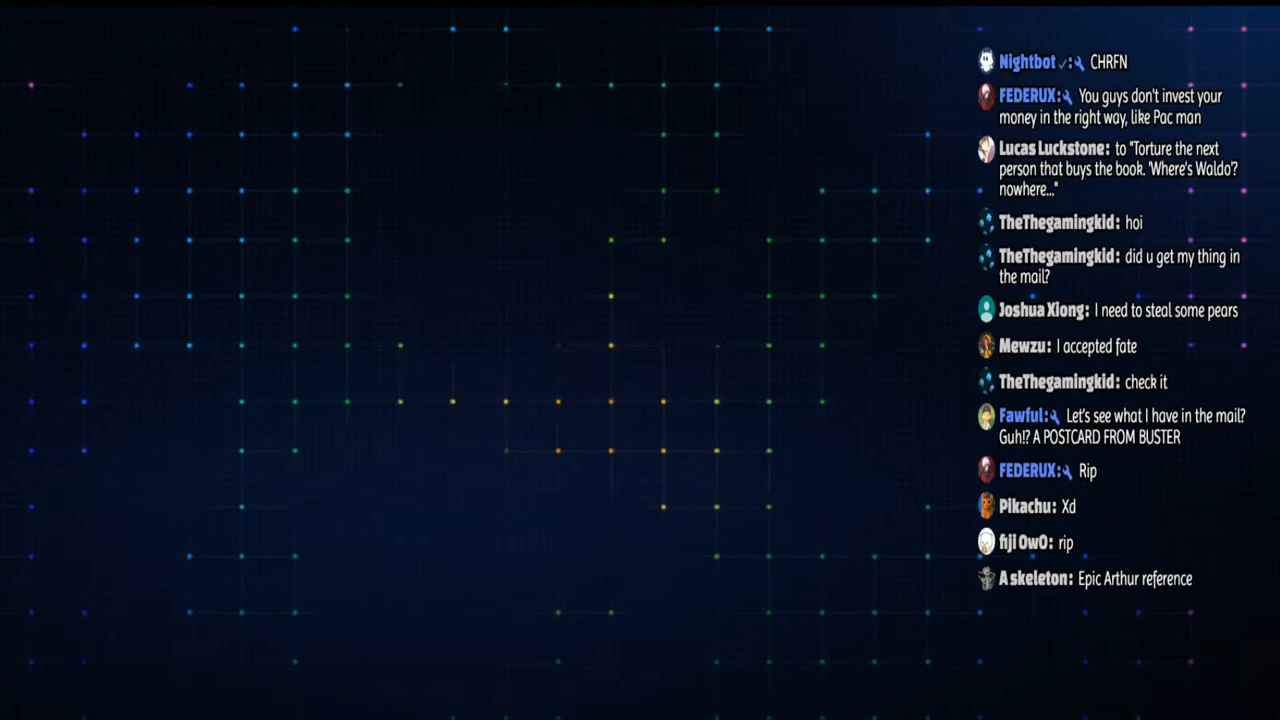 Nightbot ✓: CHRFN
FEDERUX: You guys don't invest your
money in the right way, like Pac man
Lucas Luckstone: to "Torture the next
person that buys the book. 'Where's Waldo'?
nowhere..."
TheThegamingkid: hoi
TheThegamingkid: did u get my thing in
the mail?
Joshua Xiong: I need to steal some pears
Mewzu: I accepted fate
TheThegamingkid: check it
Fawful: Let's see what I have in the mail?
Guh!? A POSTCARD FROM BUSTER
FEDERUX: Rip
Pikachu: Xd
fiji OwO: rip
A skeleton: Epic Arthur reference